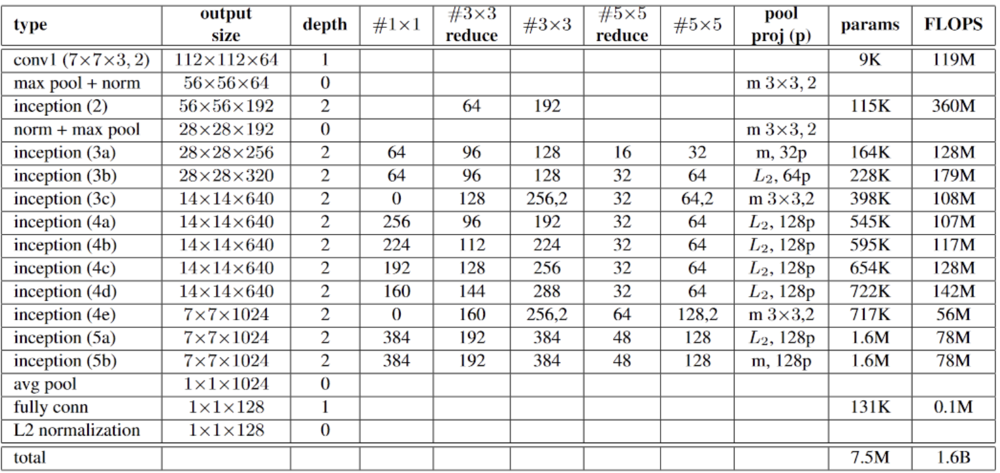 type output size depth #1×1 #3×3 reduce #3×3 #5×5 reduce #5×5 pool proj (p) params FLOPS
conv1 (7×7×3, 2) 112×112×64 1 9K 119M
max pool + norm 56×56×64 0 m 3×3, 2
inception (2) 56×56×192 2 64 192 115K 360M
norm + max pool 28×28×192 0 m 3×3, 2
inception (3a) 28×28×256 2 64 96 128 16 32 m, 32p 164K 128M
inception (3b) 28×28×320 2 64 96 128 32 64 L₂, 64p 228K 179M
inception (3c) 14×14×640 2 0 128 256,2 32 64,2 m 3×3,2 398K 108M
inception (4a) 14×14×640 2 256 96 192 32 64 L₂, 128p 545K 107M
inception (4b) 14×14×640 2 224 112 224 32 64 L₂, 128p 595K 117M
inception (4c) 14×14×640 2 192 128 256 32 64 L₂, 128p 654K 128M
inception (4d) 14×14×640 2 160 144 288 32 64 L₂, 128p 722K 142M
inception (4e) 7×7×1024 2 0 160 256,2 64 128,2 m 3×3,2 717K 56M
inception (5a) 7×7×1024 2 384 192 384 48 128 L₂, 128p 1.6M 78M
inception (5b) 7×7×1024 2 384 192 384 48 128 m, 128p 1.6M 78M
avg pool 1×1×1024 0
fully conn 1×1×128 1 131K 0.1M
L2 normalization 1×1×128 0
total 7.5M 1.6B